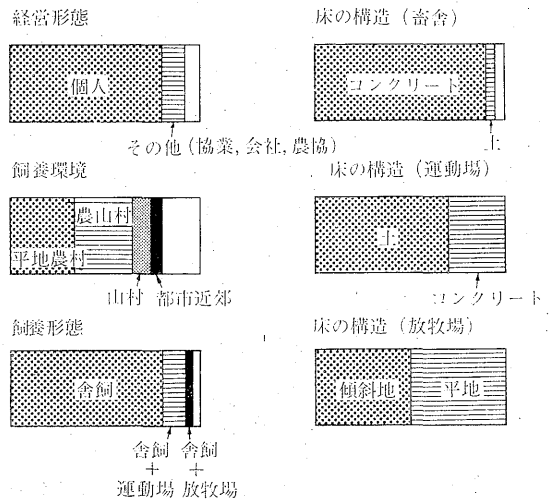 経営形態
個人
その他(協業,会社,農協)
飼養環境
農山村
平地農村
山村 都市近郊
飼養形態
舎飼
舎飼
+
運動場
舎飼
+
放牧場
床の構造(畜舎)
コンクリート
土
床の構造(運動場)
土
コンクリート
床の構造(放牧場)
傾斜地
平地